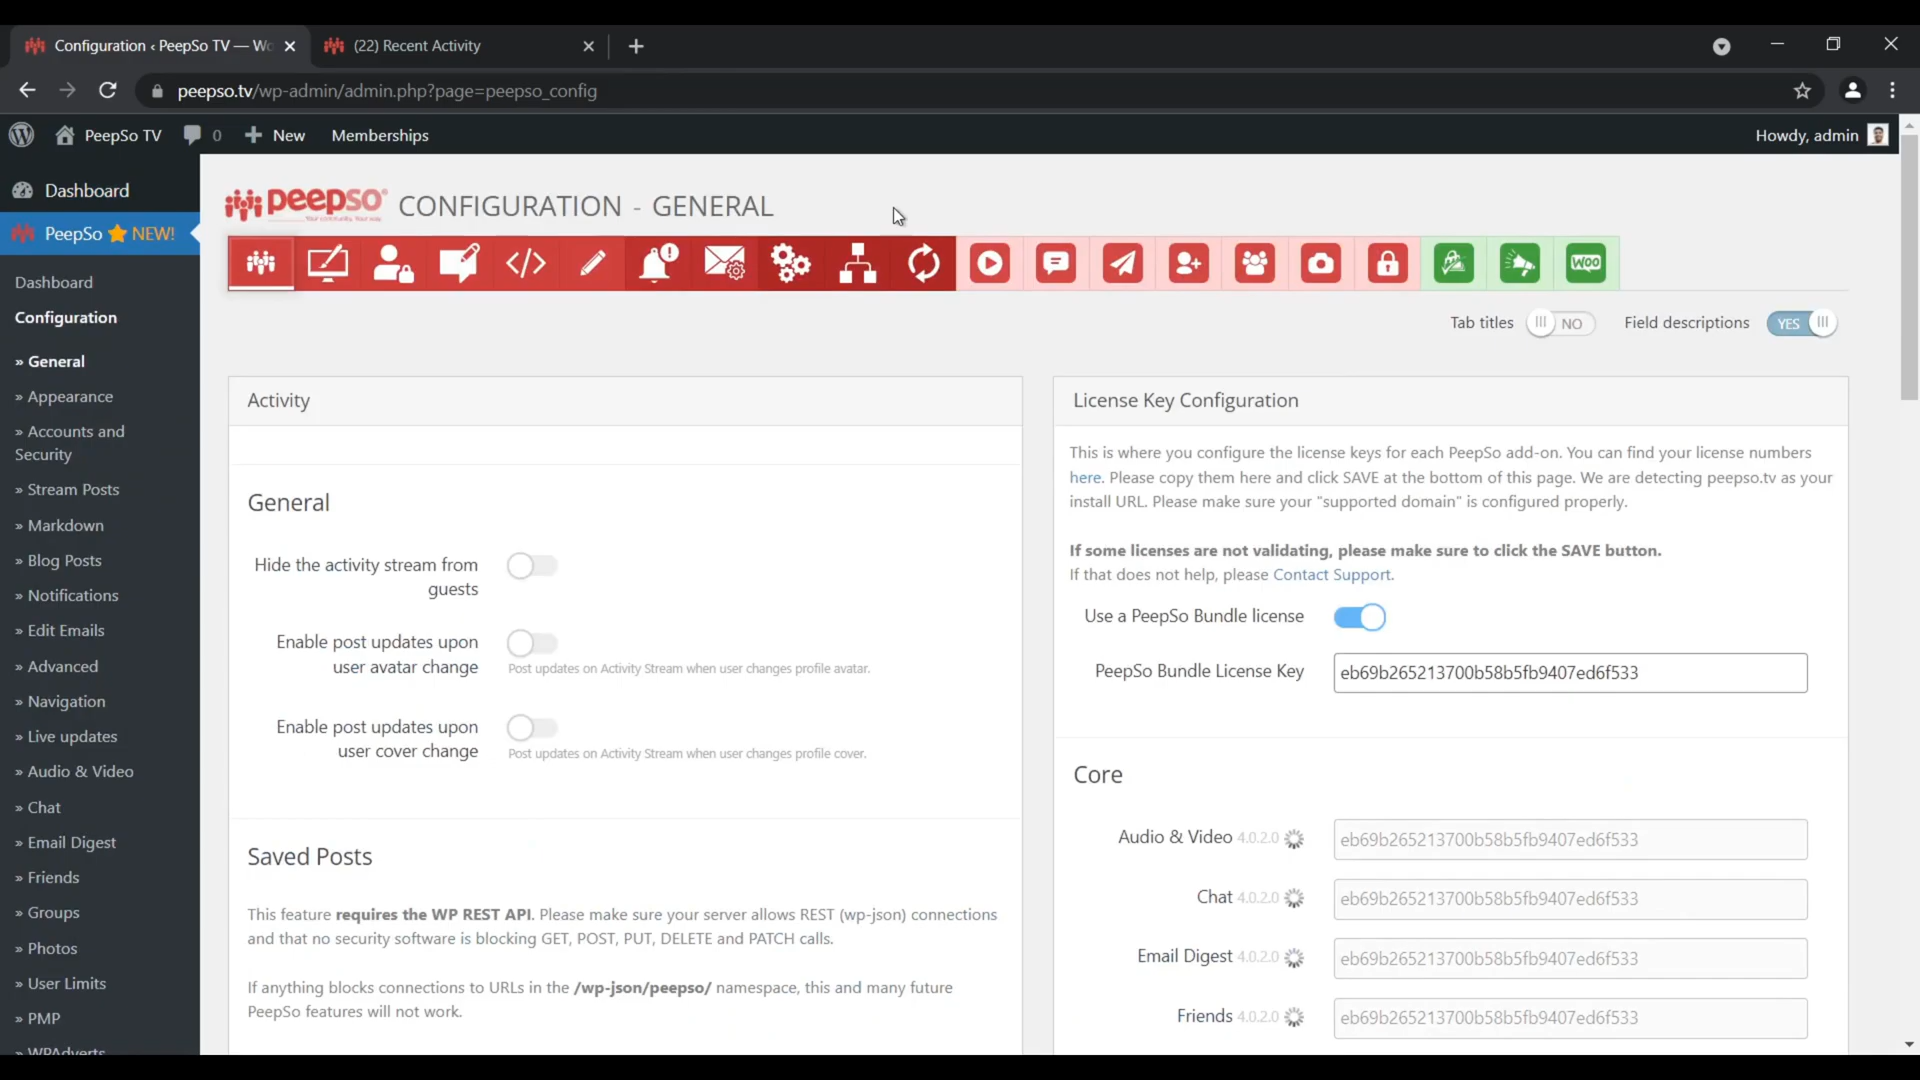 Configuration ‹ PeepSo TV — Wo
(22) Recent Activity
peepso.tv/wp-admin/admin.php?page=peepso_config
PeepSo TV
0
New
Memberships
Howdy, admin
Dashboard
PeepSo NEW!
Dashboard
Configuration
» General
» Appearance
» Accounts and
Security
» Stream Posts
» Markdown
» Blog Posts
» Notifications
» Edit Emails
» Advanced
» Navigation
» Live updates
» Audio & Video
» Chat
» Email Digest
» Friends
» Groups
» Photos
» User Limits
» PMP
» WPAdverts
peepso®
Your community. Your way.
CONFIGURATION - GENERAL
WOO
Tab titles NO
Field descriptions YES
Activity
General
Hide the activity stream from
guests
Enable post updates upon
user avatar change
Post updates on Activity Stream when user changes profile avatar.
Enable post updates upon
user cover change
Post updates on Activity Stream when user changes profile cover.
Saved Posts
This feature requires the WP REST API. Please make sure your server allows REST (wp-json) connections
and that no security software is blocking GET, POST, PUT, DELETE and PATCH calls.
If anything blocks connections to URLs in the /wp-json/peepso/ namespace, this and many future
PeepSo features will not work.
License Key Configuration
This is where you configure the license keys for each PeepSo add-on. You can find your license numbers
here. Please copy them here and click SAVE at the bottom of this page. We are detecting peepso.tv as your
install URL. Please make sure your "supported domain" is configured properly.
If some licenses are not validating, please make sure to click the SAVE button.
If that does not help, please Contact Support.
Use a PeepSo Bundle license
PeepSo Bundle License Key
eb69b265213700b58b5fb9407ed6f533
Core
Audio & Video 4.0.2.0
eb69b265213700b58b5fb9407ed6f533
Chat 4.0.2.0
eb69b265213700b58b5fb9407ed6f533
Email Digest 4.0.2.0
eb69b265213700b58b5fb9407ed6f533
Friends 4.0.2.0
eb69b265213700b58b5fb9407ed6f533